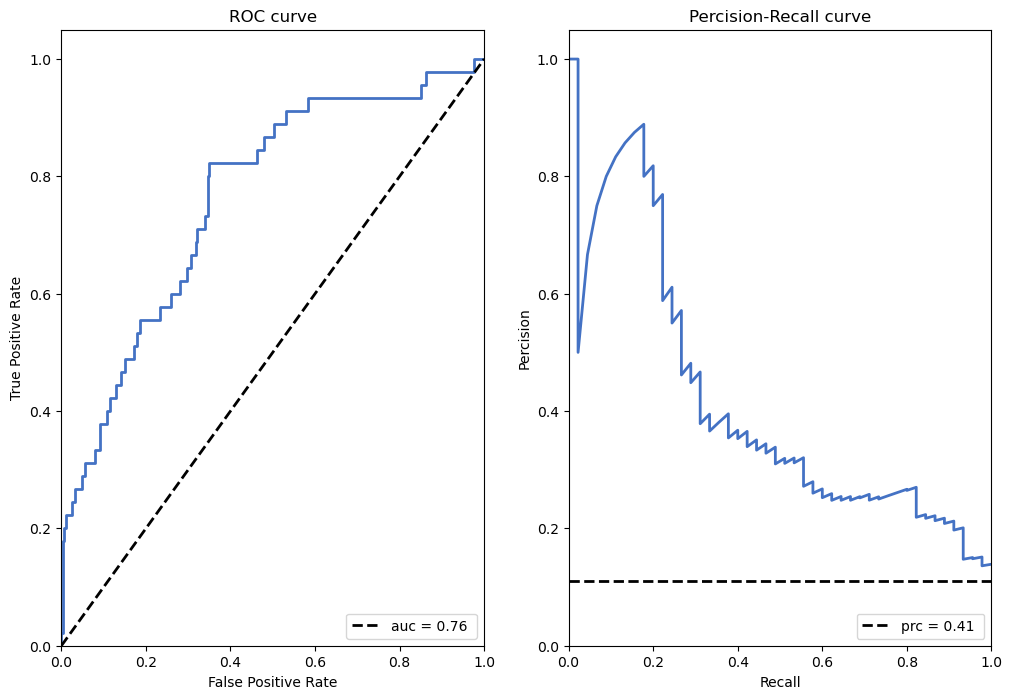 ROC curve
1.0
0.8
0.6
0.4
0.2
0.0
True Positive Rate
0.0 0.2 0.4 0.6 0.8 1.0
False Positive Rate
auc = 0.76
Percision-Recall curve
1.0
0.8
0.6
0.4
0.2
0.0
Percision
0.0 0.2 0.4 0.6 0.8 1.0
Recall
prc = 0.41